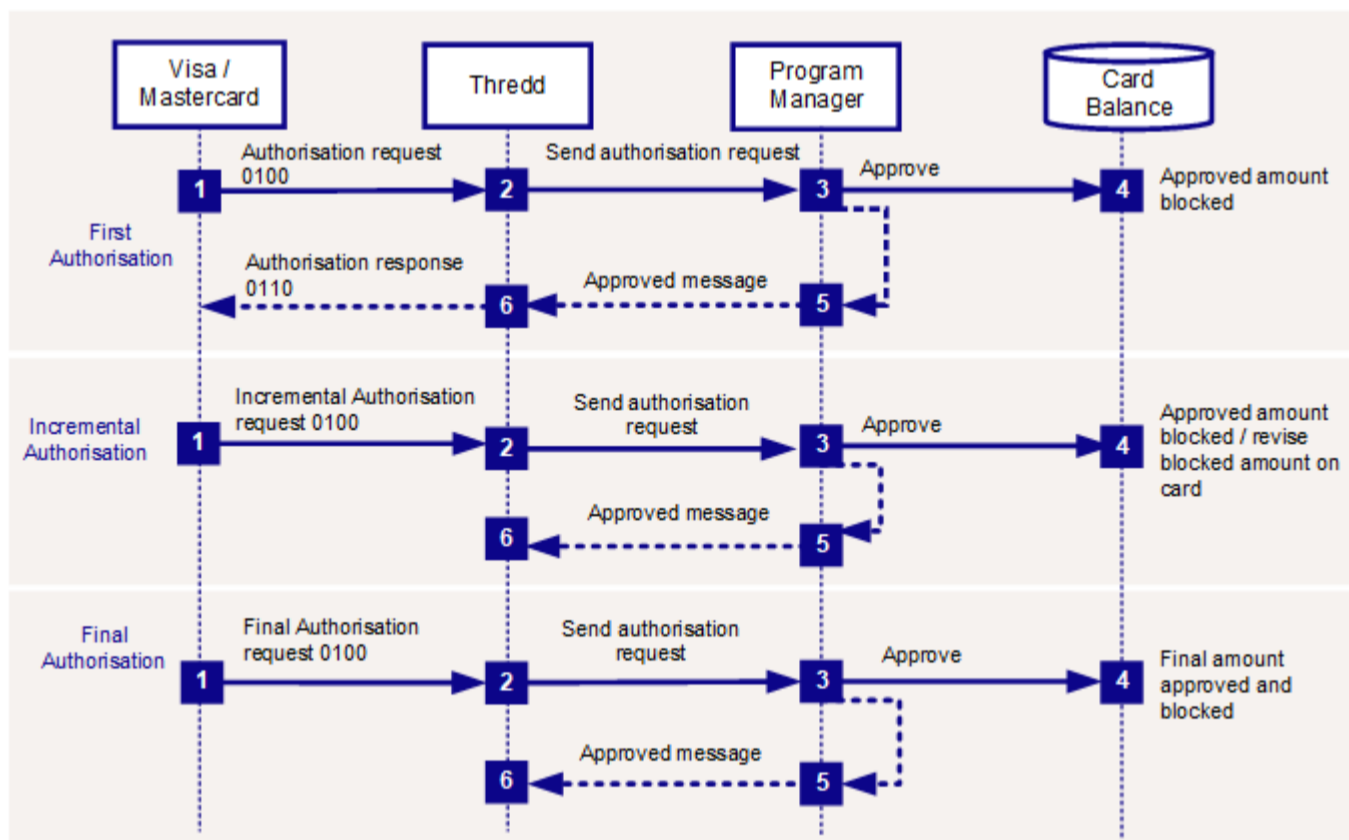 Visa /
Mastercard
Thredd
Program
Manager
Card
Balance
Authorisation request
0100
Send authorisation request
Approve
1
2
3
4
Approved amount
blocked
First
Authorisation
Authorisation response
0110
Approved message
6
5
Incremental Authorisation
request 0100
Send authorisation
request
Approve
Incremental
Authorisation
1
2
3
4
Approved amount
blocked / revise
blocked amount on
card
Approved message
6
5
Final
Authorisation
Final Authorisation
request 0100
Send authorisation
request
Approve
1
2
3
4
Final amount
approved and
blocked
Approved message
6
5